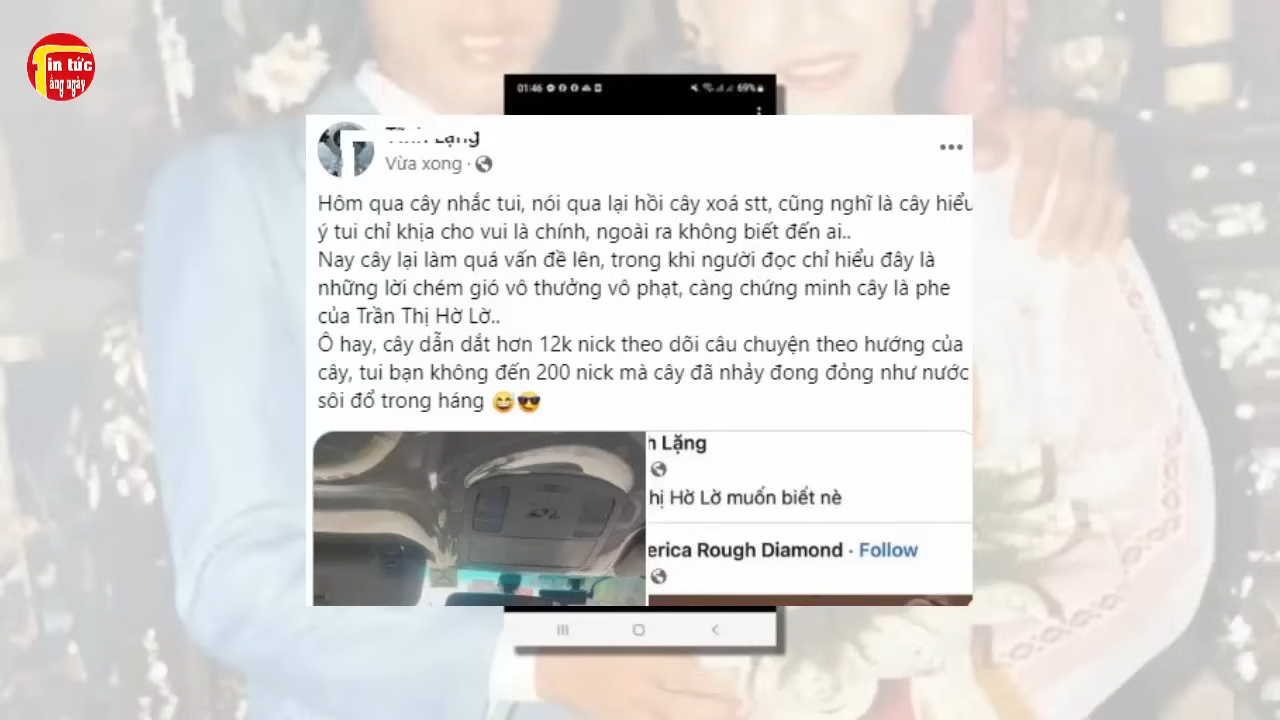 in tức
àng ngày
01:46
69%
Lặng
Vừa xong ·
Hôm qua cây nhắc tui, nói qua lại hồi cây xoá stt, cũng nghĩ là cây hiểu
ý tui chỉ khịa cho vui là chính, ngoài ra không biết đến ai..
Nay cây lại làm quá vấn đề lên, trong khi người đọc chỉ hiểu đây là
những lời chém gió vô thưởng vô phạt, càng chứng minh cây là phe
của Trần Thị Hờ Lờ..
Ô hay, cây dẫn dắt hơn 12k nick theo dõi câu chuyện theo hướng của
cây, tui bạn không đến 200 nick mà cây đã nhảy đong đỏng như nước
sôi đổ trong háng 😅😎
h Lặng
hị Hờ Lờ muốn biết nè
erica Rough Diamond · Follow